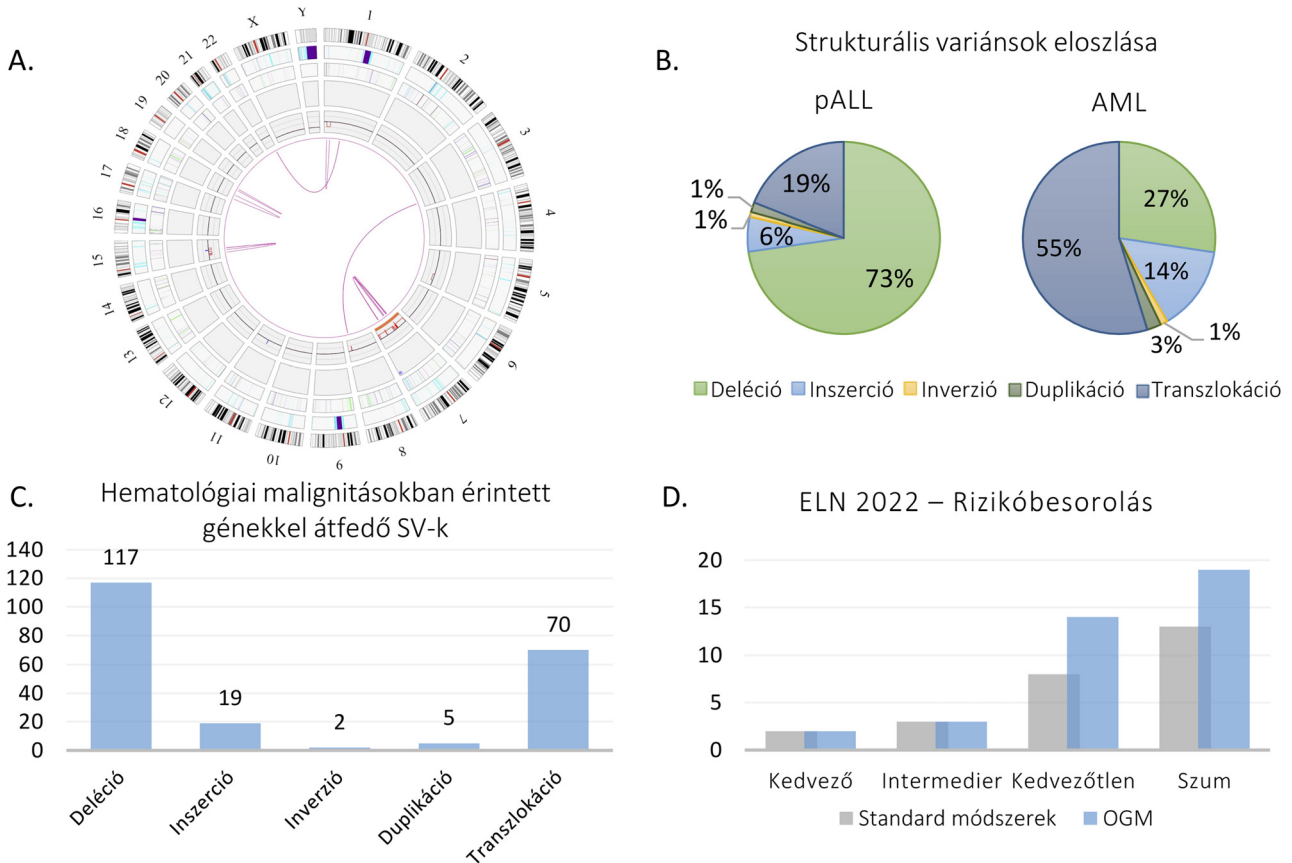 A.
1
2
3
4
5
6
7
8
9
10
11
12
13
14
15
16
17
18
19
20
21
22
X
Y
B.
Strukturális variánsok eloszlása
pALL
AML
19%
1%
1%
6%
73%
27%
14%
1%
3%
55%
Deléció Inszerció Inverzió Duplikáció Transzlokáció
C.
Hematológiai malignitásokban érintett
génekkel átfedő SV-k
140
120
100
80
60
40
20
0
117
19
2
5
70
Deléció
Inszerció
Inverzió
Duplikáció
Transzlokáció
D.
ELN 2022 – Rizikóbesorolás
20
15
10
5
0
Kedvező Intermedier Kedvezőtlen Szum
Standard módszerek OGM